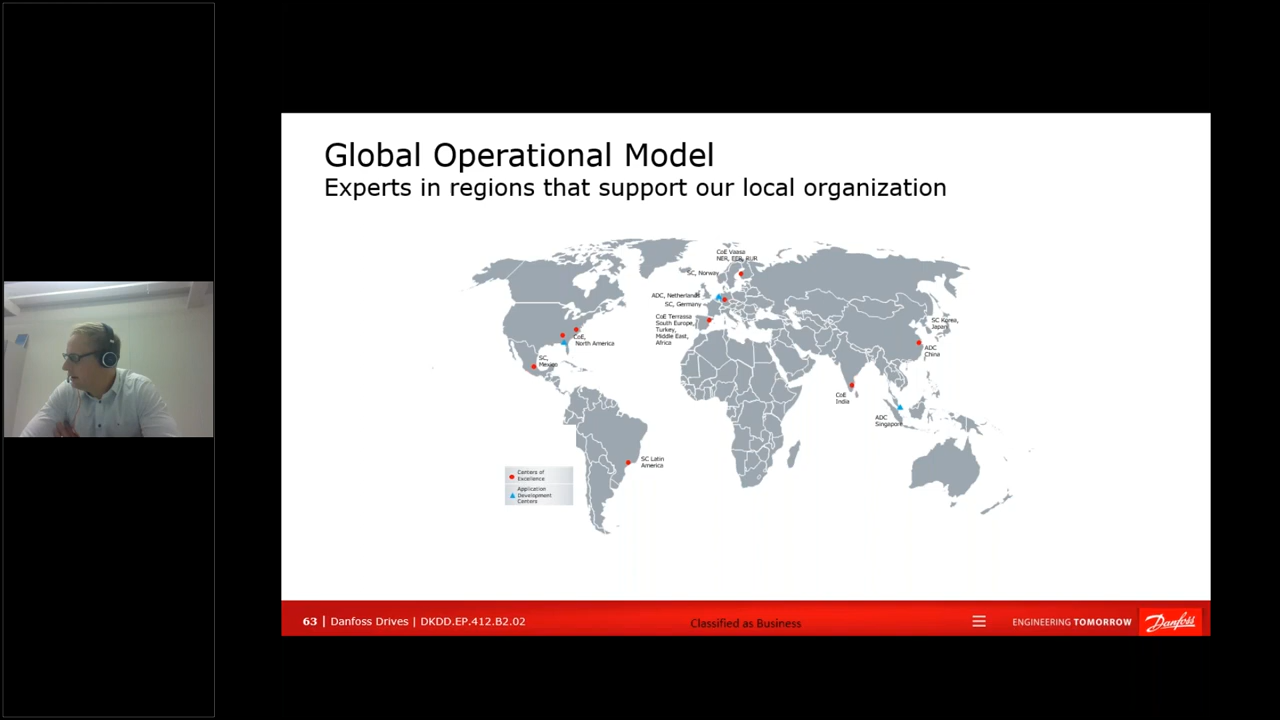 Global Operational Model
Experts in regions that support our local organization
CoE Vaasa
NER, EER, RUR
SC, Norway
ADC, Netherlands
SC, Germany
CoE Terrassa
South Europe,
Turkey,
Middle East,
Africa
SC Korea,
Japan
ADC
China
CoE,
North America
SC,
Mexico
CoE
India
ADC
Singapore
SC Latin
America
Centers of
Excellence
Application
Development
Centers
63 | Danfoss Drives | DKDD.EP.412.B2.02
Classified as Business
ENGINEERING TOMORROW
Danfoss